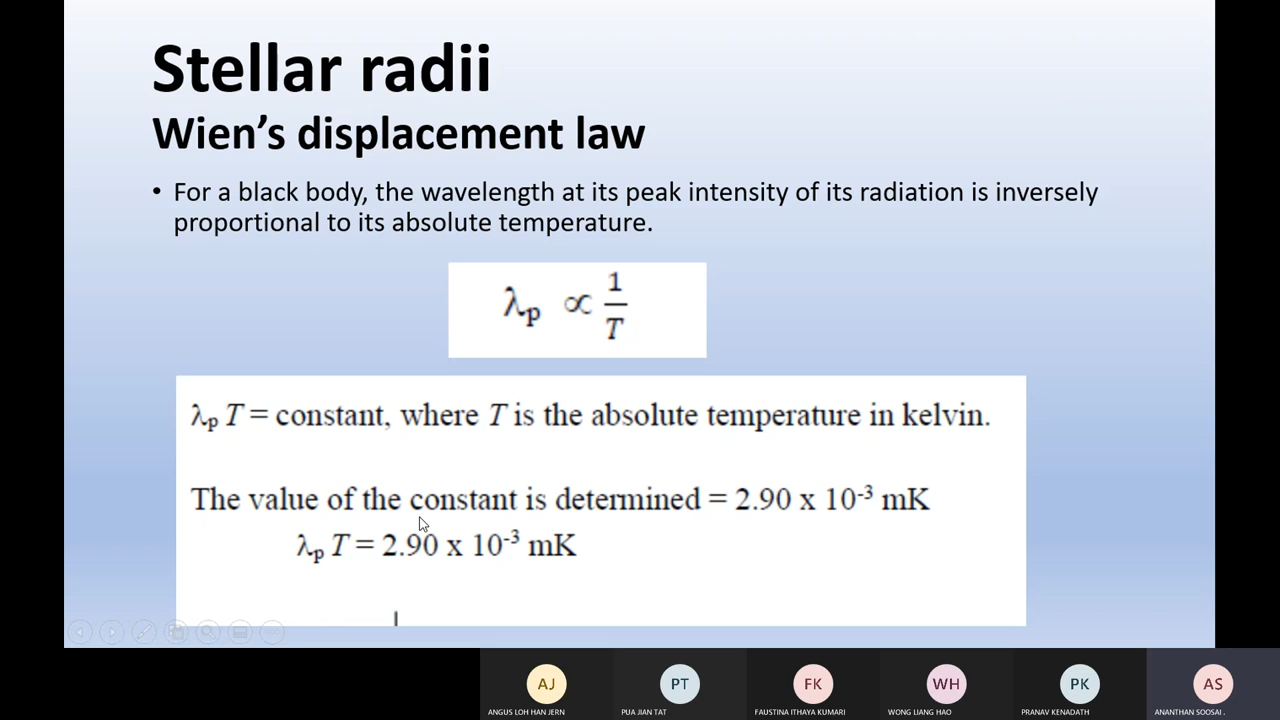 Stellar radii
Wien's displacement law
• For a black body, the wavelength at its peak intensity of its radiation is inversely
proportional to its absolute temperature.
λp ∝ 1/T
λp T = constant, where T is the absolute temperature in kelvin.
The value of the constant is determined = 2.90 x 10⁻³ mK
λp T = 2.90 x 10⁻³ mK
AJ
PT
FK
WH
PK
AS
ANGUS LOH HAN JERN
PUA JIAN TAT
FAUSTINA ITHAYA KUMARI
WONG LIANG HAO
PRANAV KENADATH
ANANTHAN SOOSAI .